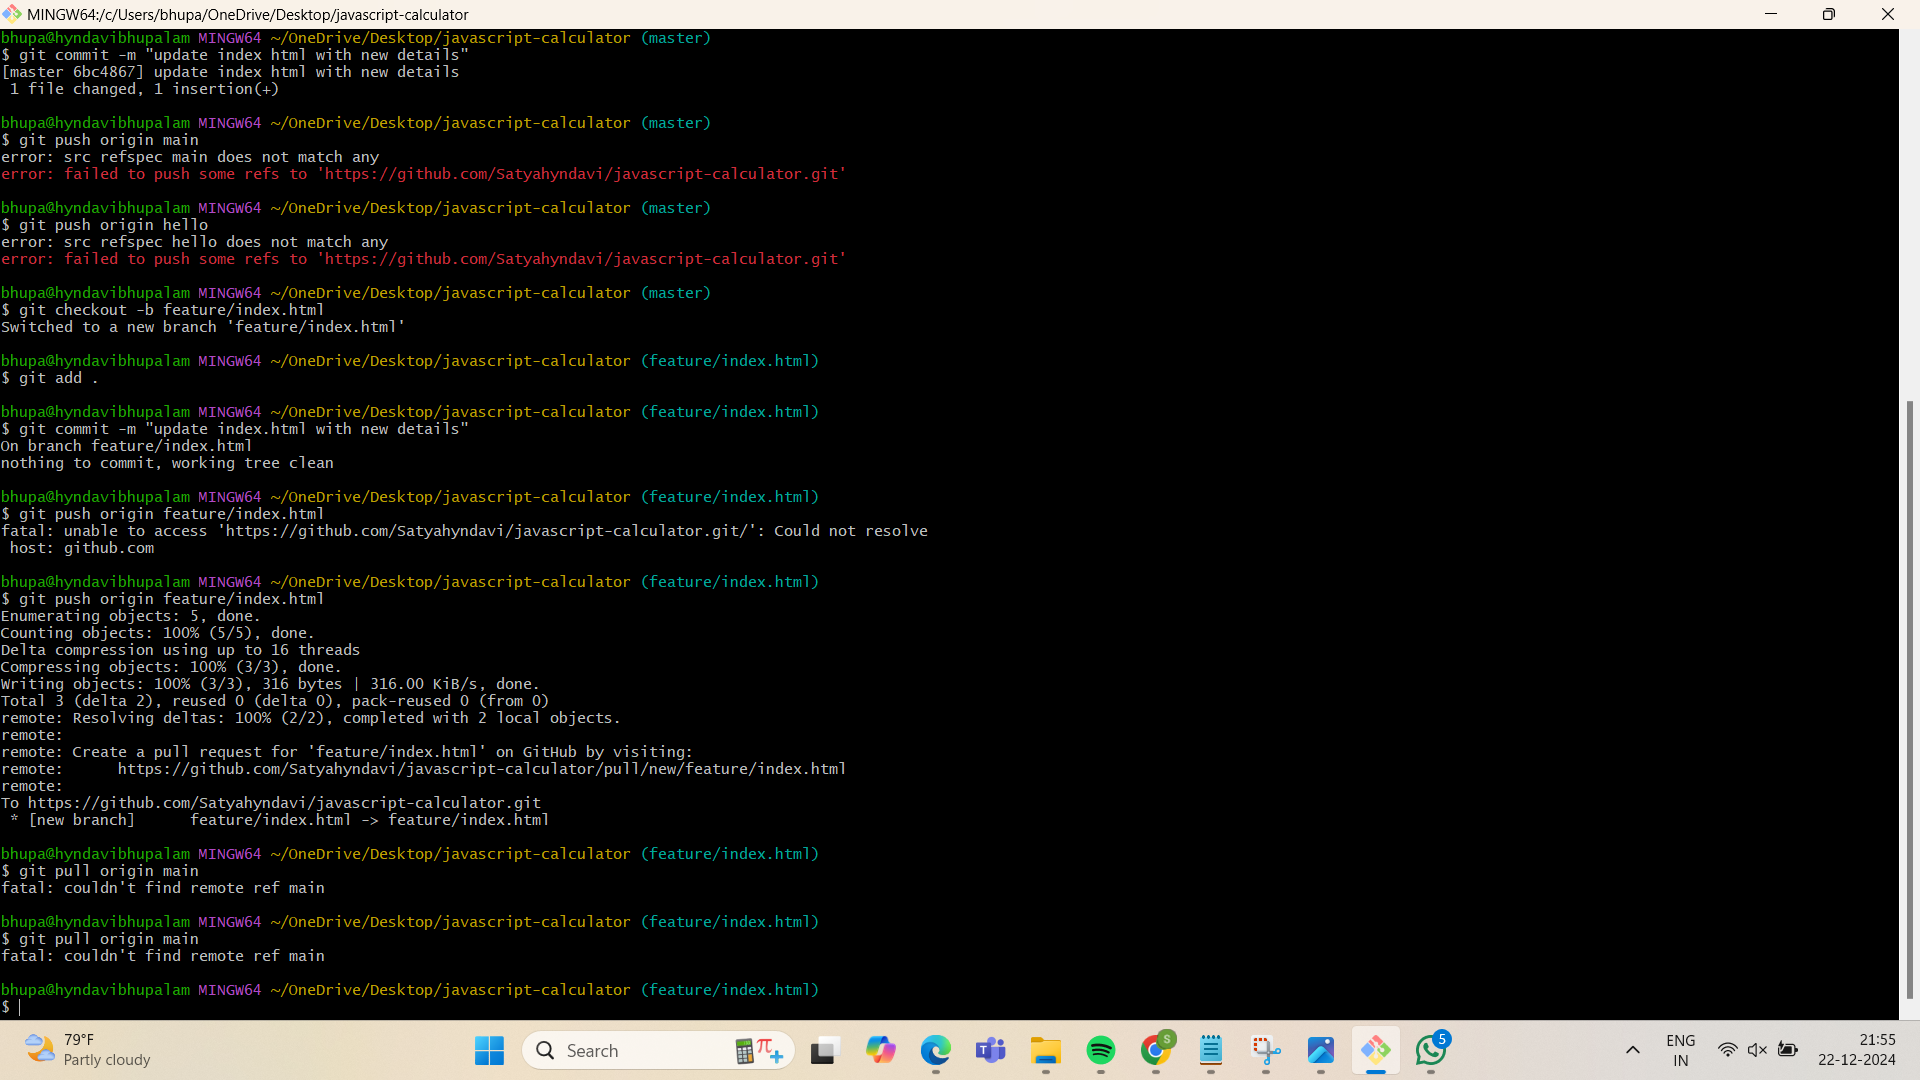 MINGW64:/c/Users/bhupa/OneDrive/Desktop/javascript-calculator
bhupa@hyndavibhupalam MINGW64 ~/OneDrive/Desktop/javascript-calculator (master)
$ git commit -m "update index html with new details"
[master 6bc4867] update index html with new details
 1 file changed, 1 insertion(+)

bhupa@hyndavibhupalam MINGW64 ~/OneDrive/Desktop/javascript-calculator (master)
$ git push origin main
error: src refspec main does not match any
error: failed to push some refs to 'https://github.com/Satyahyndavi/javascript-calculator.git'

bhupa@hyndavibhupalam MINGW64 ~/OneDrive/Desktop/javascript-calculator (master)
$ git push origin hello
error: src refspec hello does not match any
error: failed to push some refs to 'https://github.com/Satyahyndavi/javascript-calculator.git'

bhupa@hyndavibhupalam MINGW64 ~/OneDrive/Desktop/javascript-calculator (master)
$ git checkout -b feature/index.html
Switched to a new branch 'feature/index.html'

bhupa@hyndavibhupalam MINGW64 ~/OneDrive/Desktop/javascript-calculator (feature/index.html)
$ git add .

bhupa@hyndavibhupalam MINGW64 ~/OneDrive/Desktop/javascript-calculator (feature/index.html)
$ git commit -m "update index.html with new details"
On branch feature/index.html
nothing to commit, working tree clean

bhupa@hyndavibhupalam MINGW64 ~/OneDrive/Desktop/javascript-calculator (feature/index.html)
$ git push origin feature/index.html
fatal: unable to access 'https://github.com/Satyahyndavi/javascript-calculator.git/': Could not resolve
 host: github.com

bhupa@hyndavibhupalam MINGW64 ~/OneDrive/Desktop/javascript-calculator (feature/index.html)
$ git push origin feature/index.html
Enumerating objects: 5, done.
Counting objects: 100% (5/5), done.
Delta compression using up to 16 threads
Compressing objects: 100% (3/3), done.
Writing objects: 100% (3/3), 316 bytes | 316.00 KiB/s, done.
Total 3 (delta 2), reused 0 (delta 0), pack-reused 0 (from 0)
remote: Resolving deltas: 100% (2/2), completed with 2 local objects.
remote:
remote: Create a pull request for 'feature/index.html' on GitHub by visiting:
remote:      https://github.com/Satyahyndavi/javascript-calculator/pull/new/feature/index.html
remote:
To https://github.com/Satyahyndavi/javascript-calculator.git
 * [new branch]      feature/index.html -> feature/index.html

bhupa@hyndavibhupalam MINGW64 ~/OneDrive/Desktop/javascript-calculator (feature/index.html)
$ git pull origin main
fatal: couldn't find remote ref main

bhupa@hyndavibhupalam MINGW64 ~/OneDrive/Desktop/javascript-calculator (feature/index.html)
$ git pull origin main
fatal: couldn't find remote ref main

bhupa@hyndavibhupalam MINGW64 ~/OneDrive/Desktop/javascript-calculator (feature/index.html)
$
79°F
Partly cloudy
Search
S
5
ENG
IN
21:55
22-12-2024